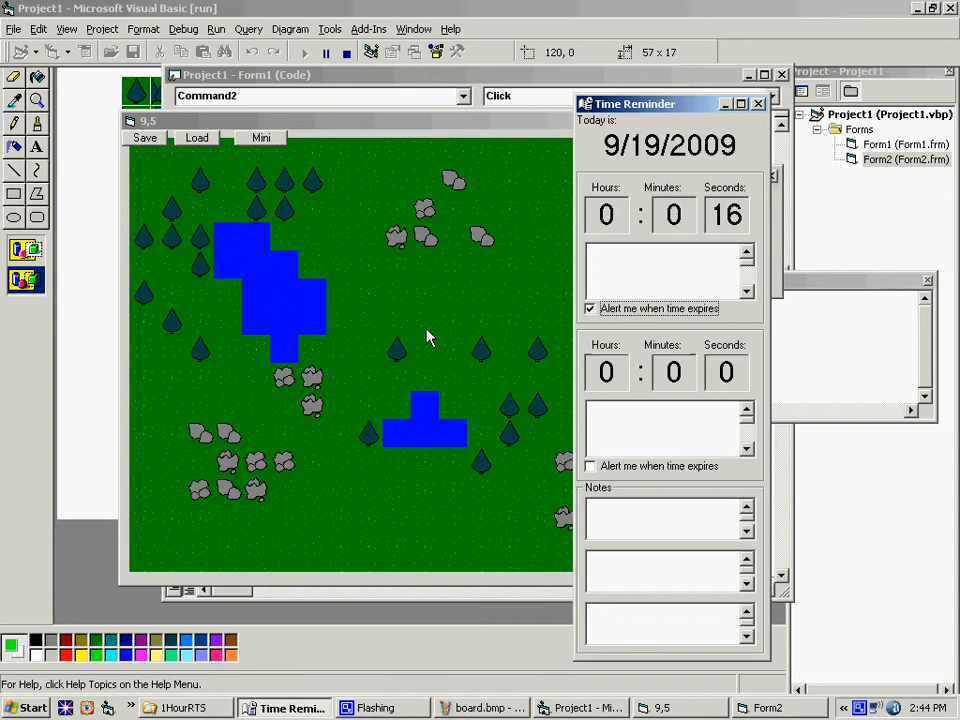 Project1 - Microsoft Visual Basic [run]
File Edit View Project Format Debug Run Query Diagram Tools Add-Ins Window Help
120, 0 57 x 17
Project1 - Form1 (Code)
Command2 Click
9,5
Save Load Mini
Time Reminder
Today is:
9/19/2009
Hours: Minutes: Seconds:
0 : 0 16
Alert me when time expires
Hours: Minutes: Seconds:
0 : 0 0
Alert me when time expires
Notes
Project - Project1
Project1 (Project1.vbp)
Forms
Form1 (Form1.frm)
Form2 (Form2.frm)
For Help, click Help Topics on the Help Menu.
Start » 1HourRTS Time Remi... Flashing board.bmp - ... Project1 - Mi... 9,5 Form2 « 2:44 PM